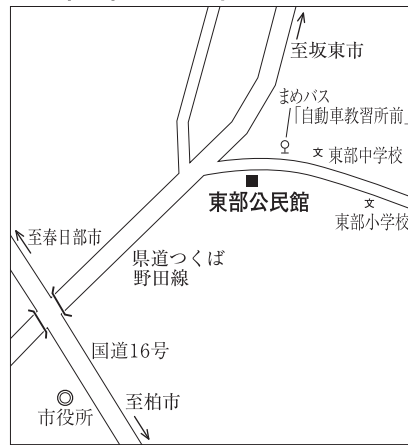 至坂東市
まめバス
「自動車教習所前」
文 東部中学校
東部公民館
文
東部小学校
至春日部市
県道つくば
野田線
国道16号
至柏市
市役所